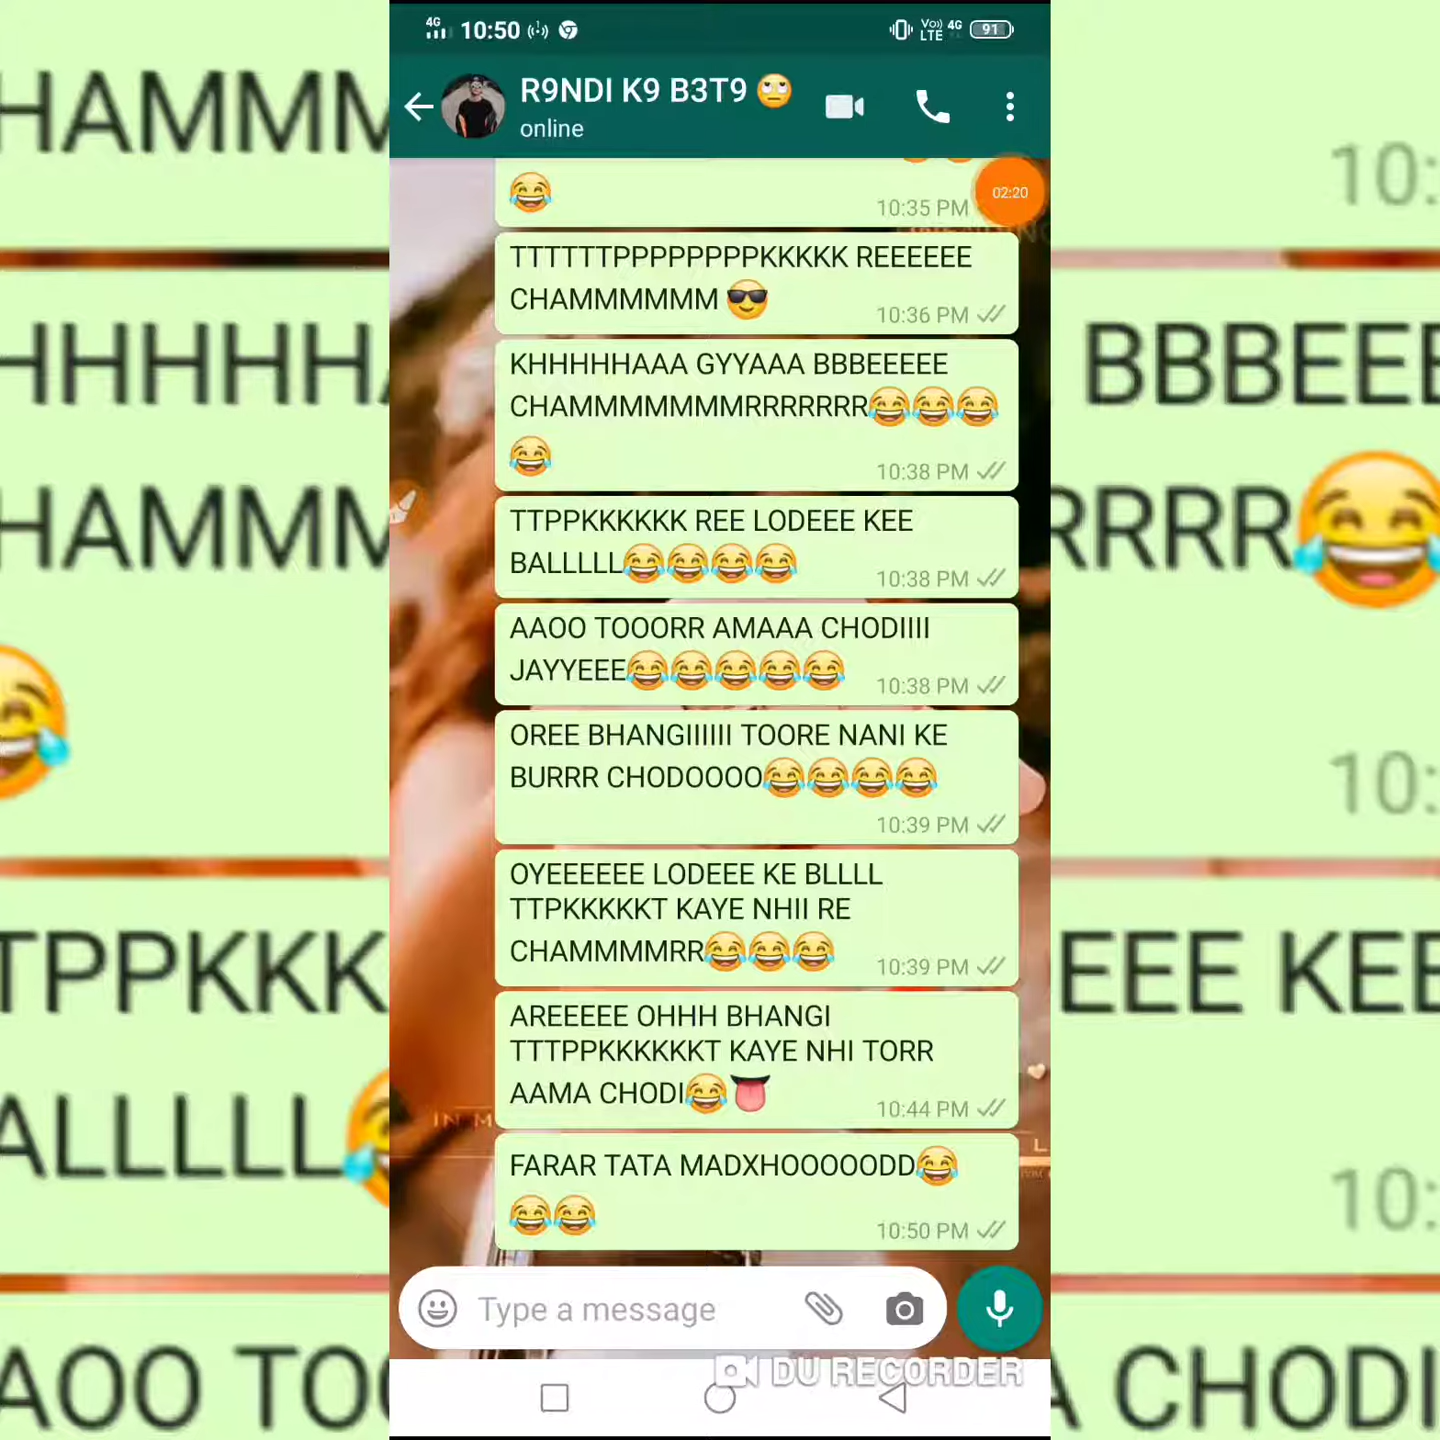 4G 10:50 Vo) LTE 4G 91
R9NDI K9 B3T9 🙄
online
02:20
😂 10:35 PM
TTTTTTPPPPPPPPKKKKK REEEEEE
CHAMMMMMM 😎 10:36 PM
KHHHHHAAA GYYAAA BBBEEEEE
CHAMMMMMMMRRRRRRR😂😂😂
😂 10:38 PM
TTPPKKKKKK REE LODEEE KEE
BALLLLL😂😂😂😂 10:38 PM
AAOO TOOORR AMAAA CHODIIII
JAYYEEE😂😂😂😂😂 10:38 PM
OREE BHANGIIIIII TOORE NANI KE
BURRR CHODOOOO😂😂😂😂
10:39 PM
OYEEEEEE LODEEE KE BLLLL
TTPKKKKKT KAYE NHII RE
CHAMMMMRR😂😂😂 10:39 PM
AREEEEE OHHH BHANGI
TTTPPKKKKKKT KAYE NHI TORR
AAMA CHODI😂👅 10:44 PM
FARAR TATA MADXHOOOOODD😂
😂😂 10:50 PM
Type a message
DU RECORDER